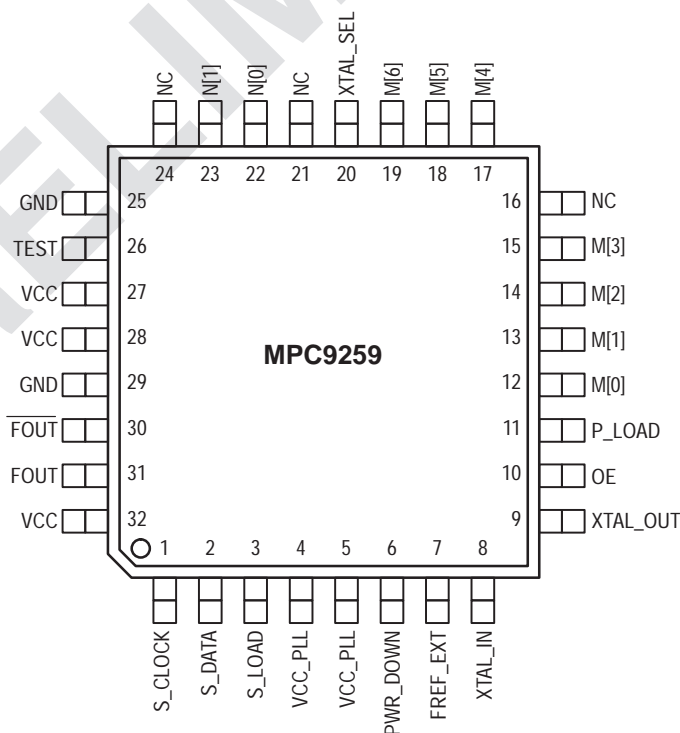 ELIM
NC
N[1]
N[0]
NC
XTAL_SEL
M[6]
M[5]
M[4]
24 23 22 21 20 19 18 17
GND 25 16 NC
TEST 26 15 M[3]
VCC 27 14 M[2]
VCC 28 13 M[1]
MPC9259
GND 29 12 M[0]
FOUT 30 11 P_LOAD
FOUT 31 10 OE
VCC 32 9 XTAL_OUT
1 2 3 4 5 6 7 8
S_CLOCK
S_DATA
S_LOAD
VCC_PLL
VCC_PLL
PWR_DOWN
FREF_EXT
XTAL_IN